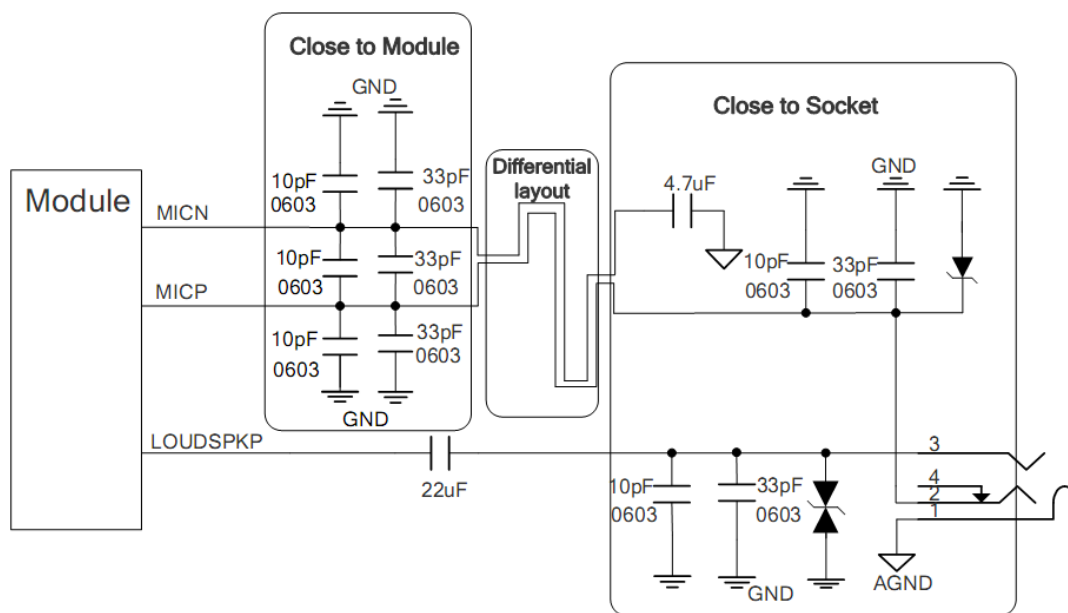 Close to Module
GND
10pF
0603
33pF
0603
10pF
0603
33pF
0603
10pF
0603
33pF
0603
GND
Module
MICN
MICP
LOUDSPKP
22uF
Differential
layout
Close to Socket
4.7uF
GND
10pF
0603
33pF
0603
10pF
0603
33pF
0603
GND
3
4
2
1
AGND